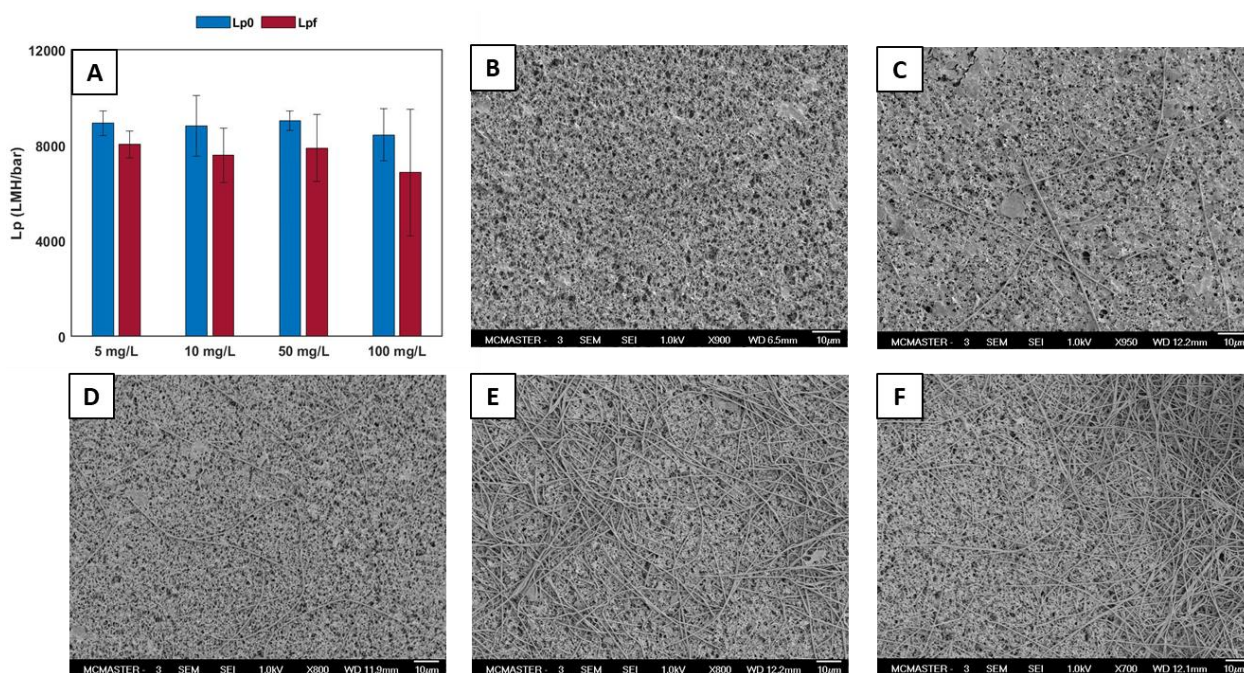 Lp0 Lpf
A
Lp (LMH/bar)
12000
8000
4000
0
5 mg/L 10 mg/L 50 mg/L 100 mg/L
B
MCMASTER - 3 SEM SEI 1.0kV X900 WD 6.5mm 10µm
C
MCMASTER - 3 SEM SEI 1.0kV X950 WD 12.2mm 10µm
D
MCMASTER - 3 SEM SEI 1.0kV X800 WD 11.9mm 10µm
E
MCMASTER - 3 SEM SEI 1.0kV X800 WD 12.2mm 10µm
F
MCMASTER - 3 SEM SEI 1.0kV X700 WD 12.1mm 10µm